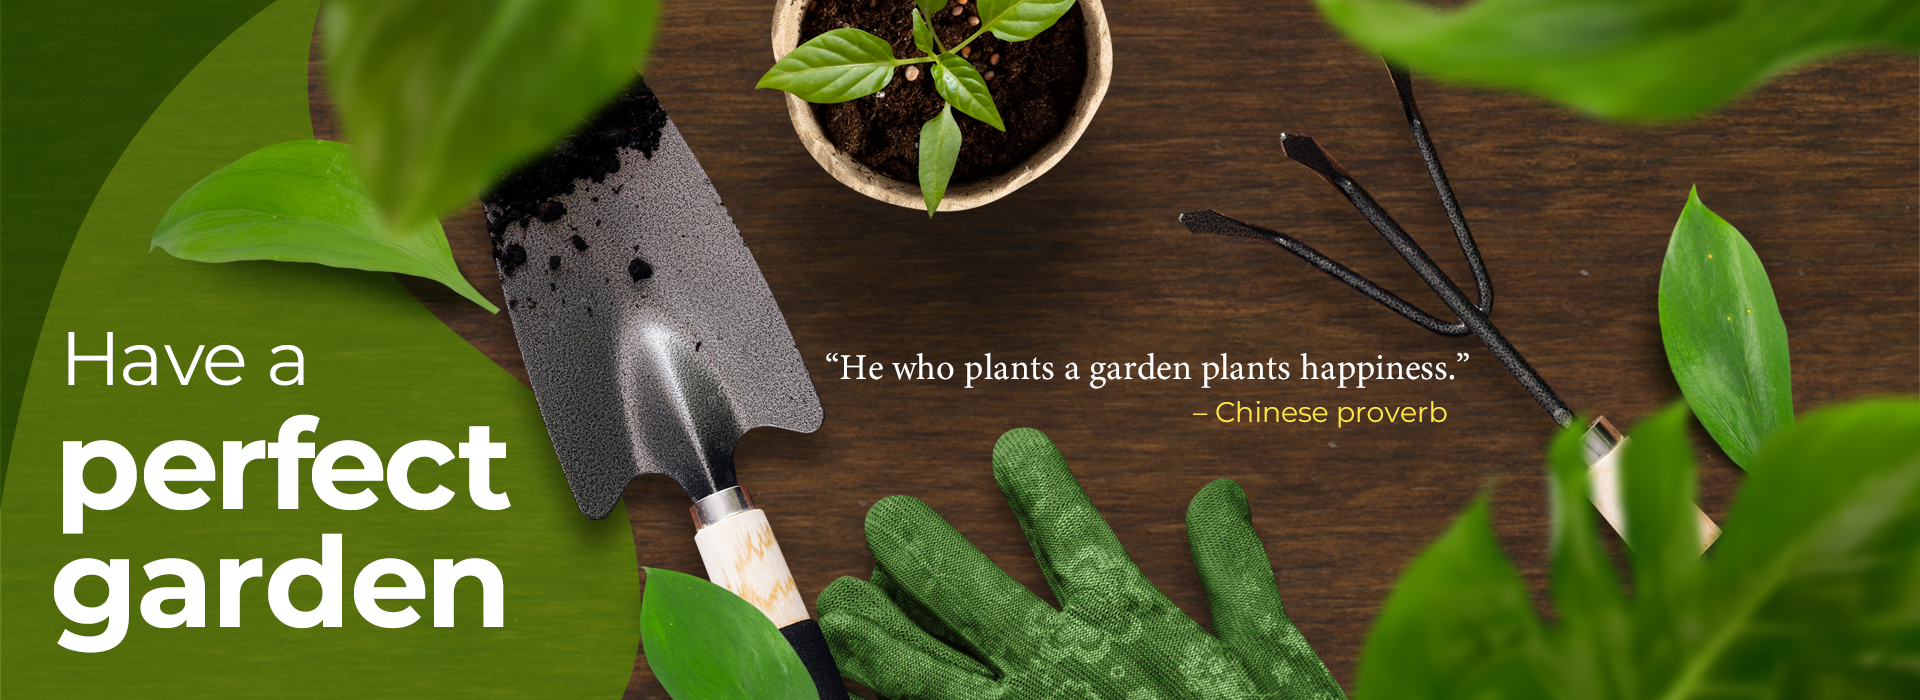 Have a
perfect
garden
“He who plants a garden plants happiness.”
– Chinese proverb